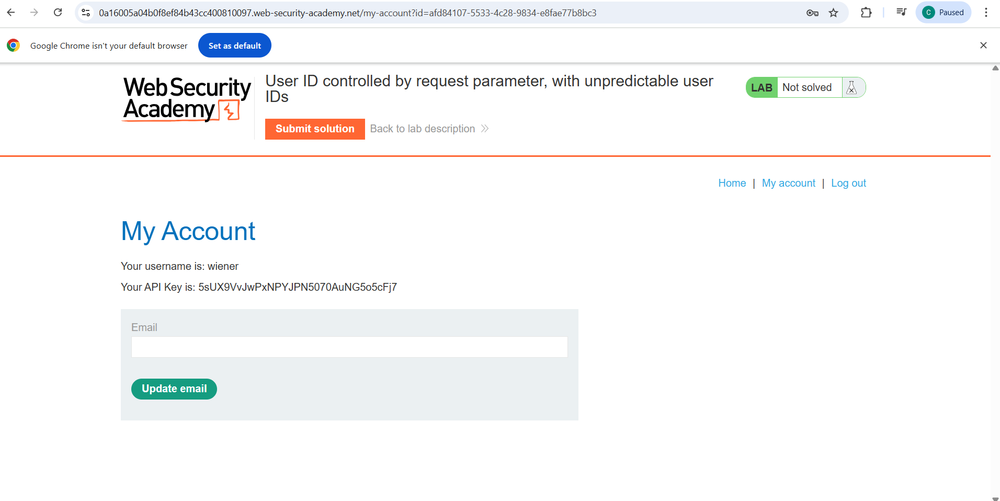 0a16005a04b0f8ef84b43cc400810097.web-security-academy.net/my-account?id=afd84107-5533-4c28-9834-e8fae77b8bc3
C Paused
Google Chrome isn't your default browser Set as default
Web Security
Academy
User ID controlled by request parameter, with unpredictable user
IDs
LAB Not solved
Submit solution Back to lab description
Home | My account | Log out
My Account
Your username is: wiener
Your API Key is: 5sUX9VvJwPxNPYJPN5070AuNG5o5cFj7
Email
Update email